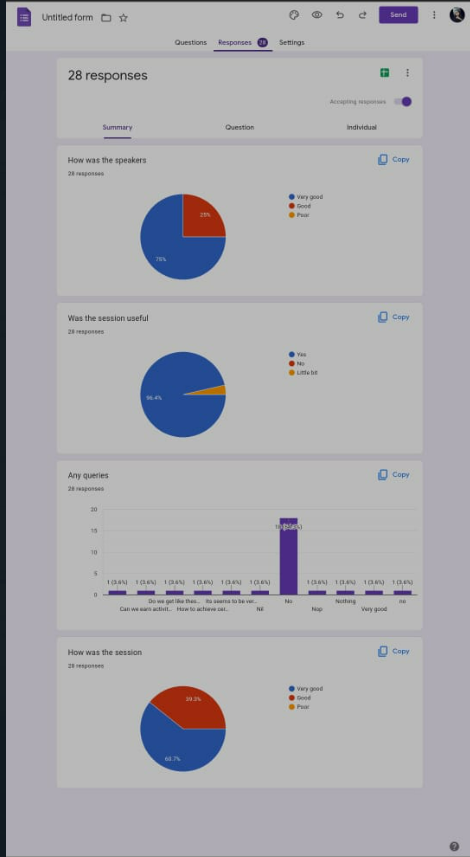 Untitled form
Send
Questions Responses 28 Settings
28 responses
Accepting responses
Summary Question Individual
How was the speakers
Copy
28 responses
Very good
Good
Poor
25%
75%
Was the session useful
Copy
28 responses
Yes
No
Little bit
96.4%
Any queries
Copy
28 responses
20
15
10
5
0
1 (3.6%) 1 (3.6%) 1 (3.6%) 1 (3.6%) 1 (3.6%) 1 (3.6%) 1 (3.6%) 1 (3.6%) 1 (3.6%) 1 (3.6%)
Do we get like thes... Its seems to be ver... No Nothing no
Can we earn activit... How to achieve cer... Nil Nop Very good
How was the session
Copy
28 responses
Very good
Good
Poor
39.3%
60.7%